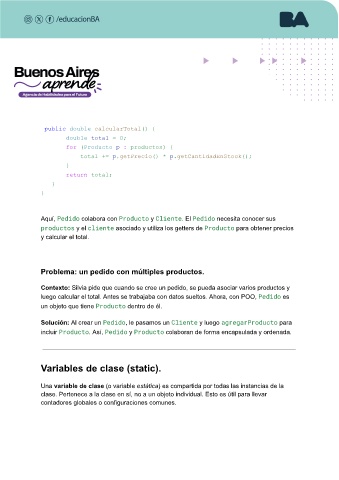 /educacionBA
BA
Buenos Aires
aprende
Agencia de Habilidades para el Futuro
public double calcularTotal() {
double total = 0;
for (Producto p : productos) {
total += p.getPrecio() * p.getCantidadenStock();
}
return total;
}
}
Aquí, Pedido colabora con Producto y Cliente. El Pedido necesita conocer sus
productos y el cliente asociado y utiliza los getters de Producto para obtener precios
y calcular el total.
Problema: un pedido con múltiples productos.
Contexto: Silvia pide que cuando se cree un pedido, se pueda asociar varios productos y
luego calcular el total. Antes se trabajaba con datos sueltos. Ahora, con POO, Pedido es
un objeto que tiene Producto dentro de él.
Solución: Al crear un Pedido, le pasamos un Cliente y luego agregarProducto para
incluir Producto. Así, Pedido y Producto colaboran de forma encapsulada y ordenada.
Variables de clase (static).
Una variable de clase (o variable estática) es compartida por todas las instancias de la
clase. Pertenece a la clase en sí, no a un objeto individual. Esto es útil para llevar
contadores globales o configuraciones comunes.